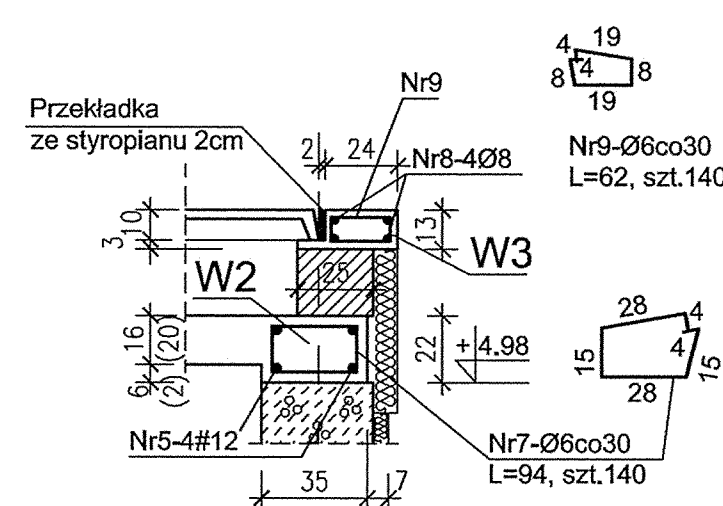 4 19
8 4 8
19
Nr9
Przekładka
ze styropianu 2cm
2 24
Nr8-4Ø8
Nr9-Ø6co30
L=62, szt.140
10
3
13
W3
W2
25
28
4
4
15
15
28
16
(20)
6
(2)
22
+4.98
Nr5-4#12
Nr7-Ø6co30
L=94, szt.140
35
7